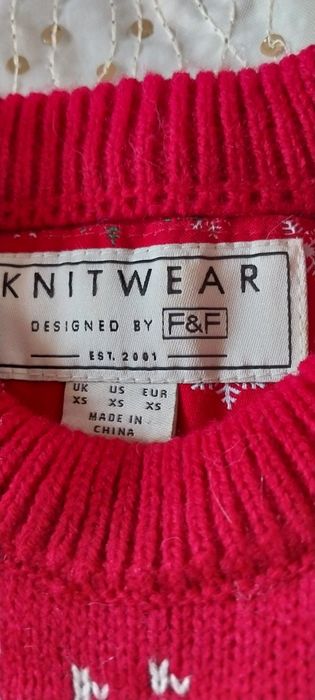 KNITWEAR
DESIGNED BY F&F
EST. 2001
UK US EUR
XS XS XS
MADE IN
CHINA